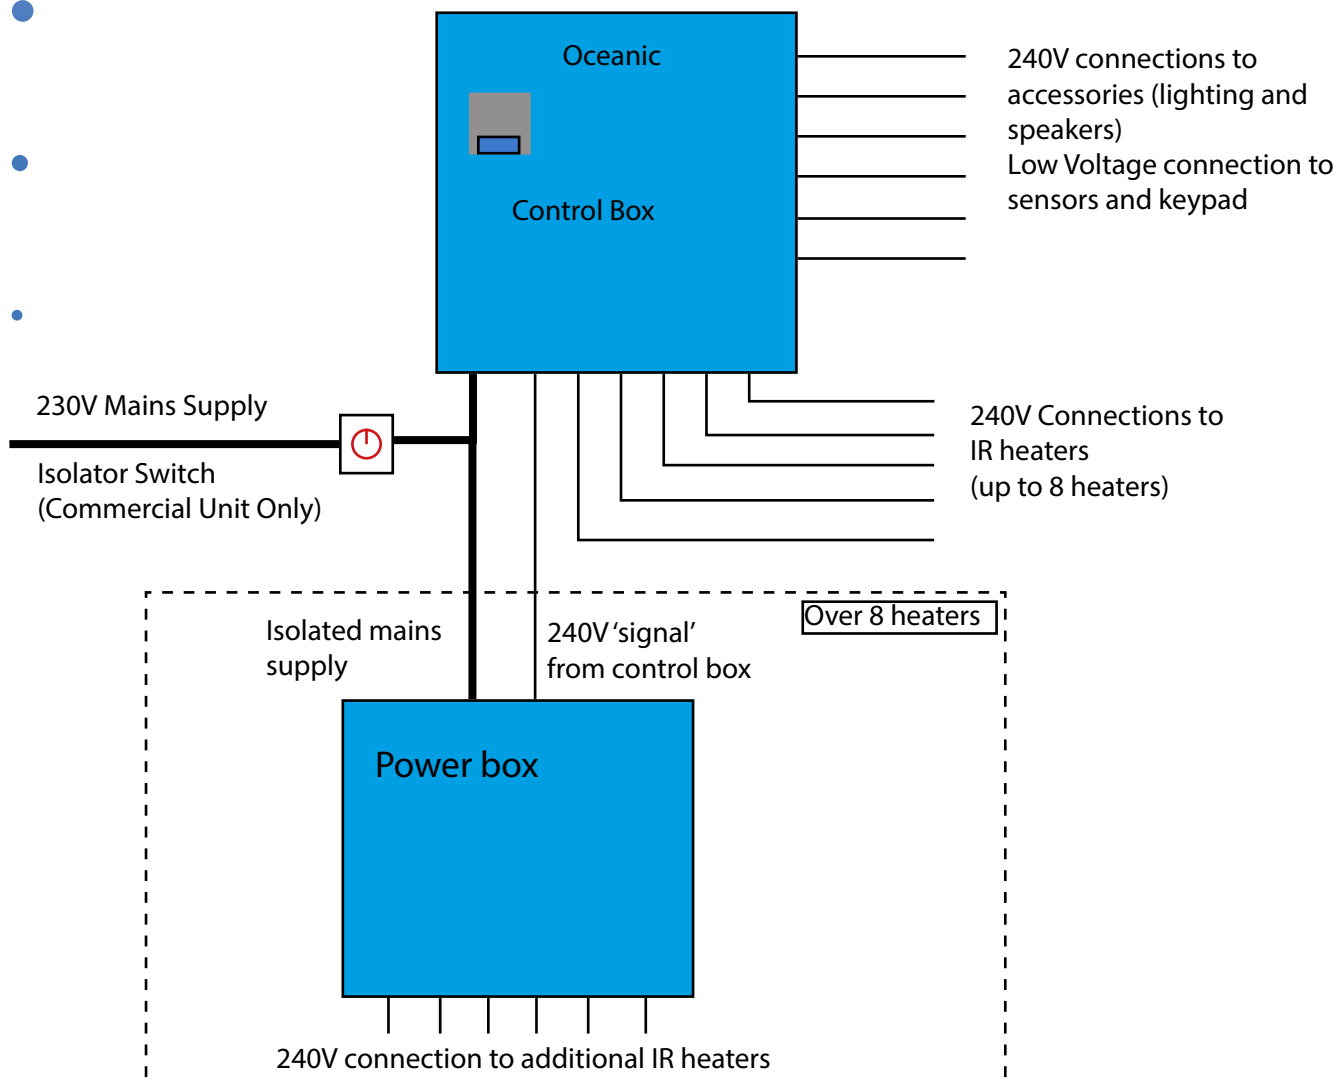 Oceanic
Control Box
240V connections to
accessories (lighting and
speakers)
Low Voltage connection to
sensors and keypad
230V Mains Supply
Isolator Switch
(Commercial Unit Only)
240V Connections to
IR heaters
(up to 8 heaters)
Over 8 heaters
Isolated mains
supply
240V ‘signal’
from control box
Power box
240V connection to additional IR heaters